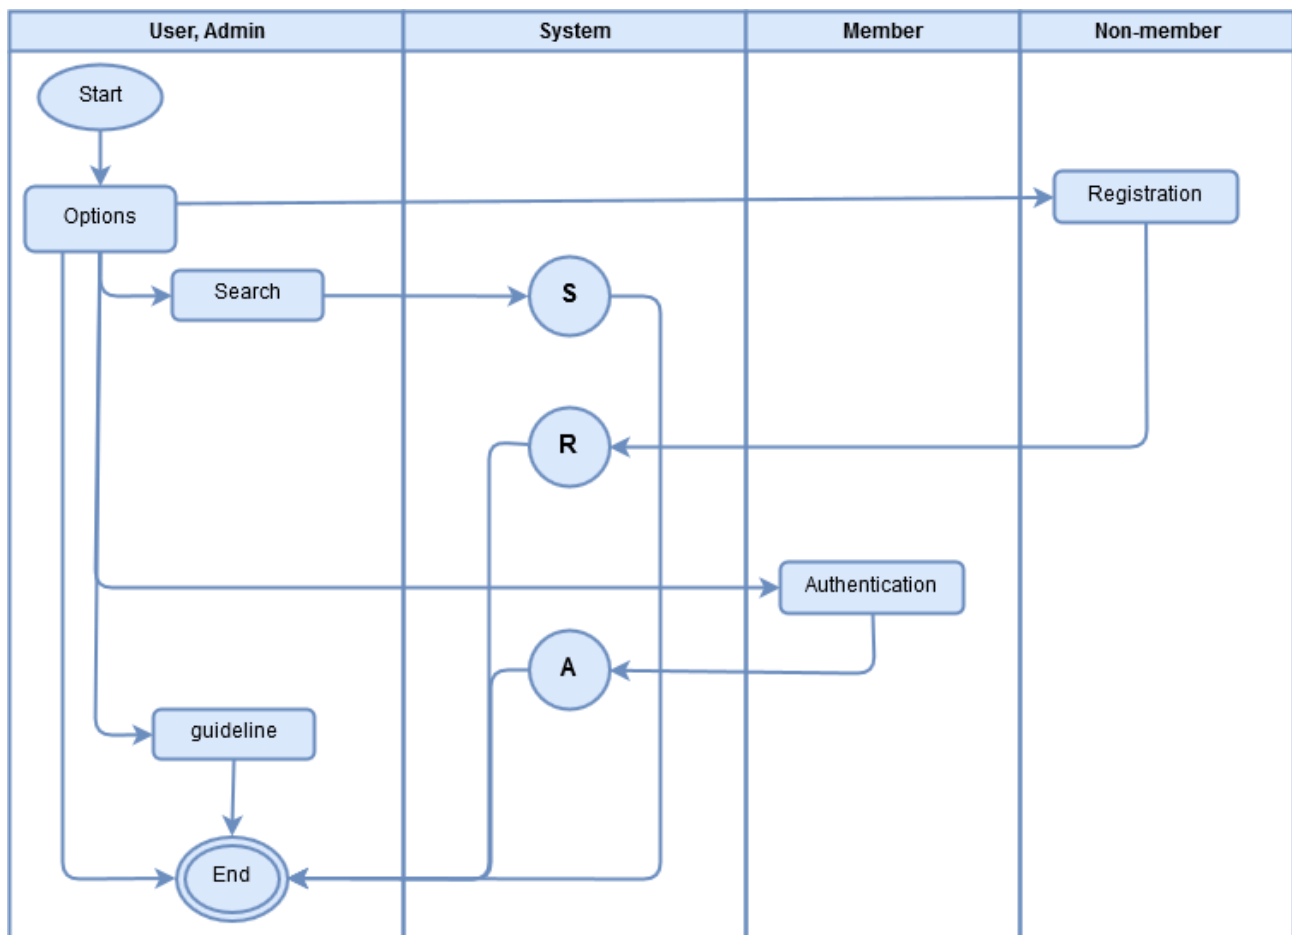 User, Admin
System
Member
Non-member
Start
Options
Registration
Search
S
R
Authentication
A
guideline
End